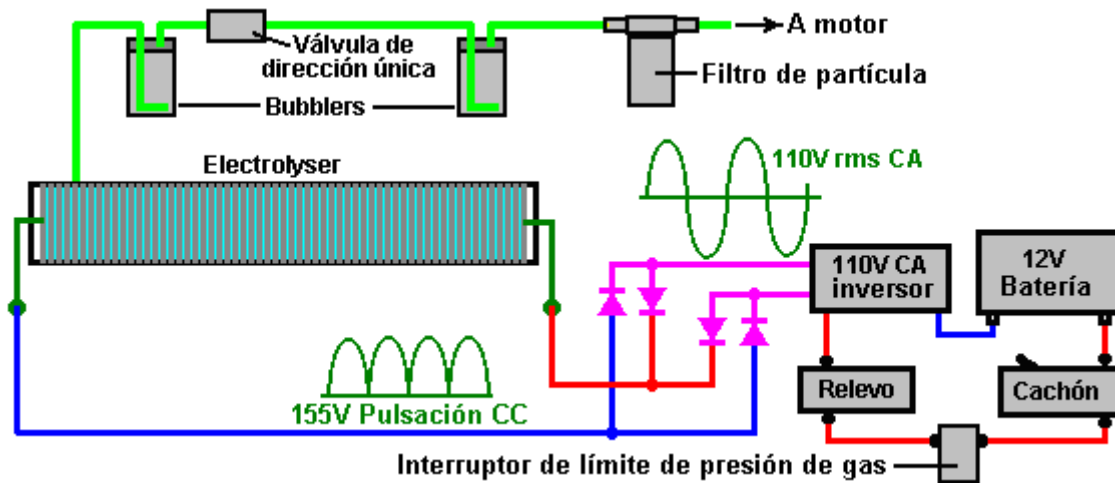 A motor
Válvula de
dirección única
Filtro de partícula
Bubblers
Electrolyser
110V rms CA
110V CA
inversor
12V
Batería
155V Pulsación CC
Relevo
Cachón
Interruptor de límite de presión de gas